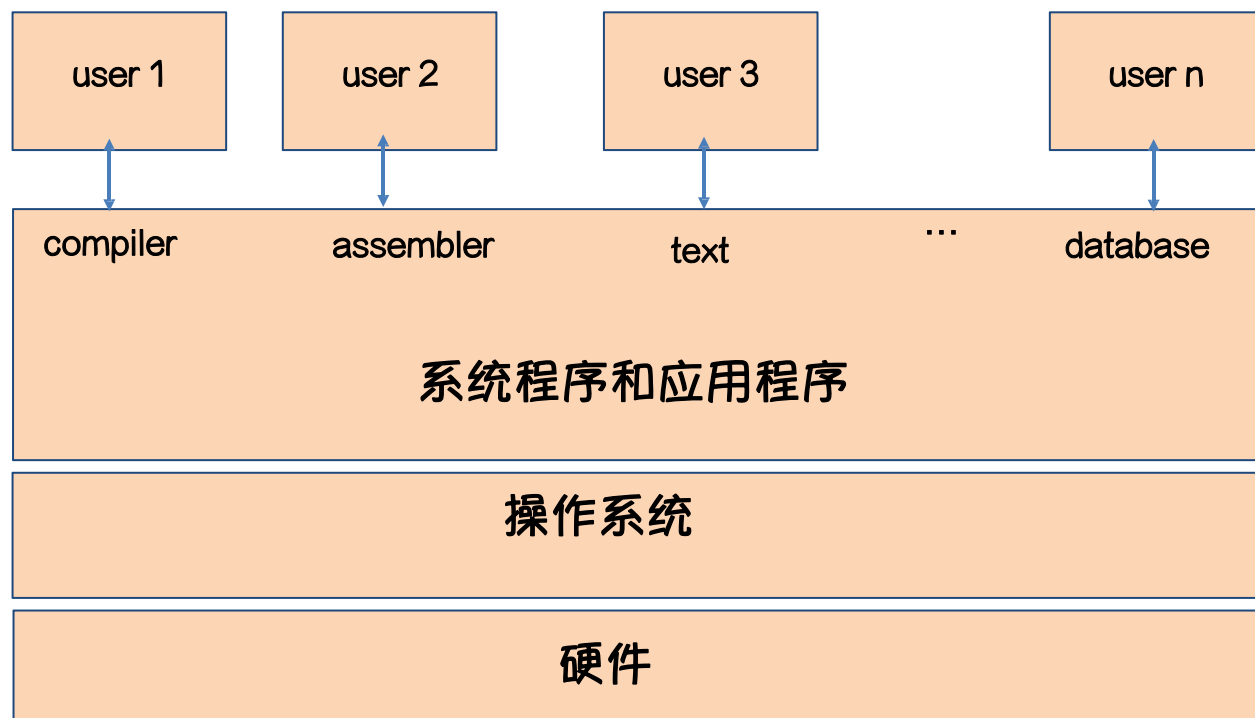 user 1
user 2
user 3
user n
compiler
assembler
text
...
database
系统程序和应用程序
操作系统
硬件